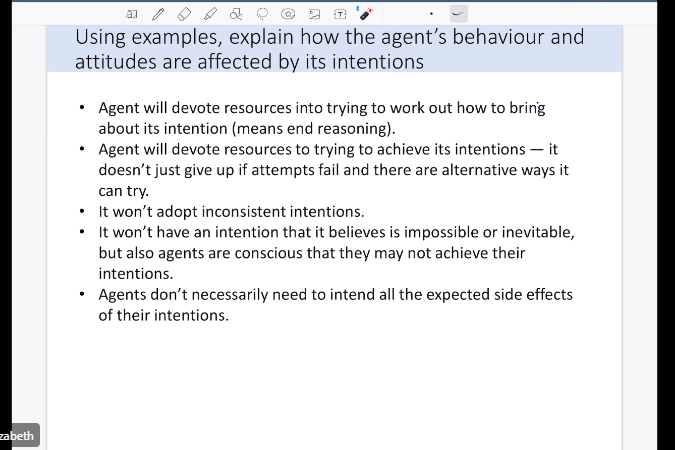 Using examples, explain how the agent's behaviour and
attitudes are affected by its intentions
• Agent will devote resources into trying to work out how to bring
about its intention (means end reasoning).
• Agent will devote resources to trying to achieve its intentions — it
doesn't just give up if attempts fail and there are alternative ways it
can try.
• It won't adopt inconsistent intentions.
• It won't have an intention that it believes is impossible or inevitable,
but also agents are conscious that they may not achieve their
intentions.
• Agents don't necessarily need to intend all the expected side effects
of their intentions.
zabeth